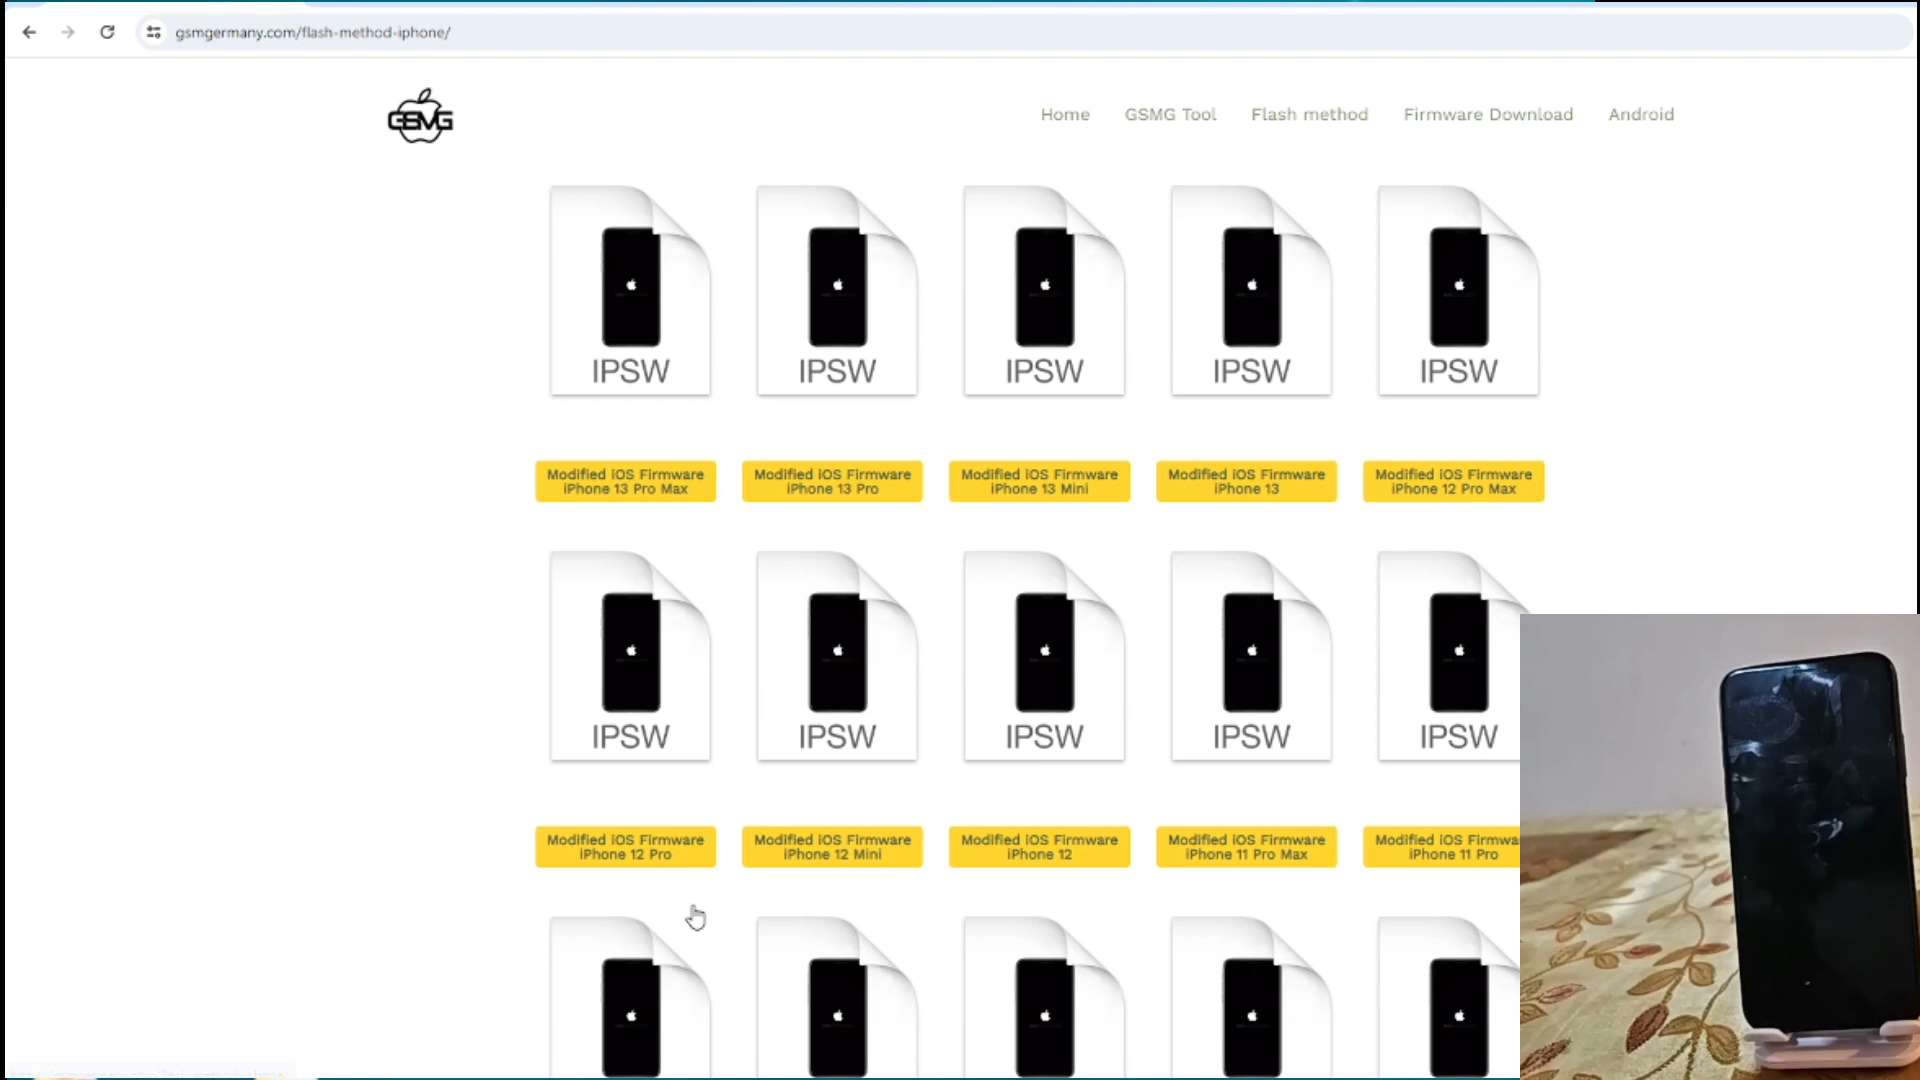 gsmgermany.com/flash-method-iphone/
GSMG
Home
GSMG Tool
Flash method
Firmware Download
Android
IPSW
IPSW
IPSW
IPSW
IPSW
Modified iOS Firmware
iPhone 13 Pro Max
Modified iOS Firmware
iPhone 13 Pro
Modified iOS Firmware
iPhone 13 Mini
Modified iOS Firmware
iPhone 13
Modified iOS Firmware
iPhone 12 Pro Max
IPSW
IPSW
IPSW
IPSW
IPSW
Modified iOS Firmware
iPhone 12 Pro
Modified iOS Firmware
iPhone 12 Mini
Modified iOS Firmware
iPhone 12
Modified iOS Firmware
iPhone 11 Pro Max
Modified iOS Firmwa
iPhone 11 Pro